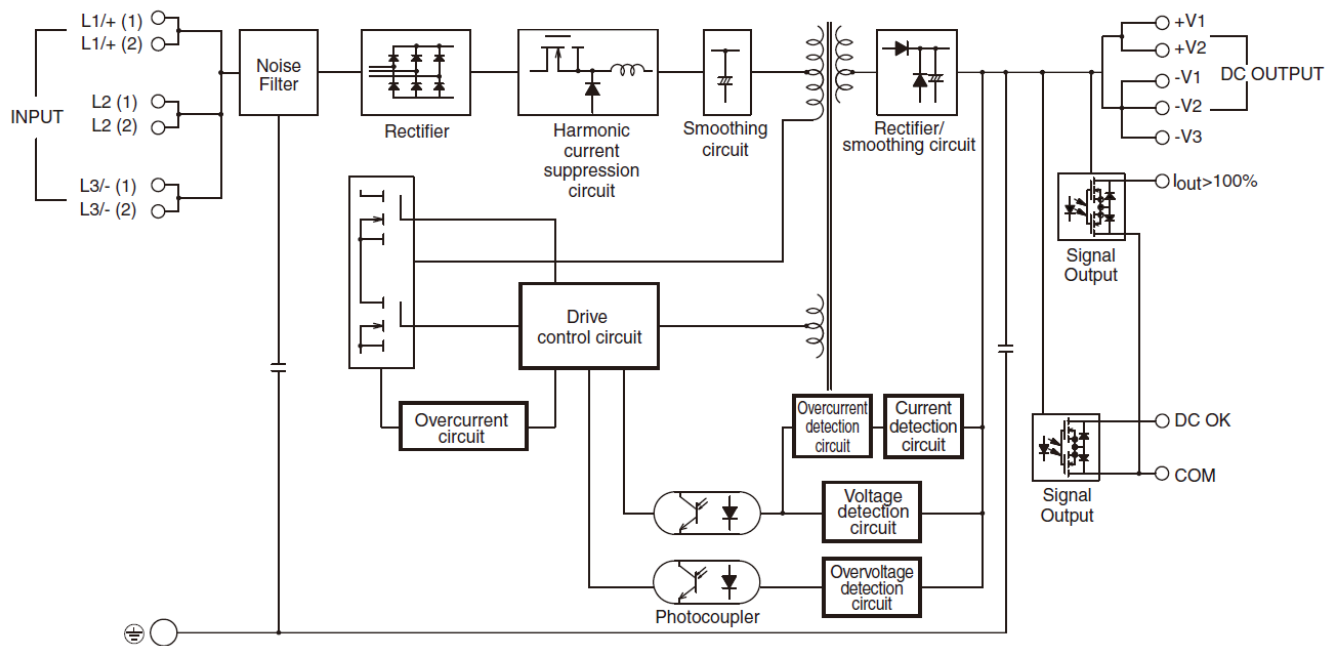 INPUT
L1/+ (1)
L1/+ (2)
L2 (1)
L2 (2)
L3/- (1)
L3/- (2)
Noise
Filter
Rectifier
Harmonic
current
suppression
circuit
Smoothing
circuit
Rectifier/
smoothing circuit
+V1
+V2
-V1
-V2
-V3
DC OUTPUT
Iout>100%
Signal
Output
Drive
control circuit
Overcurrent
circuit
Overcurrent
detection
circuit
Current
detection
circuit
DC OK
COM
Signal
Output
Voltage
detection
circuit
Overvoltage
detection
circuit
Photocoupler